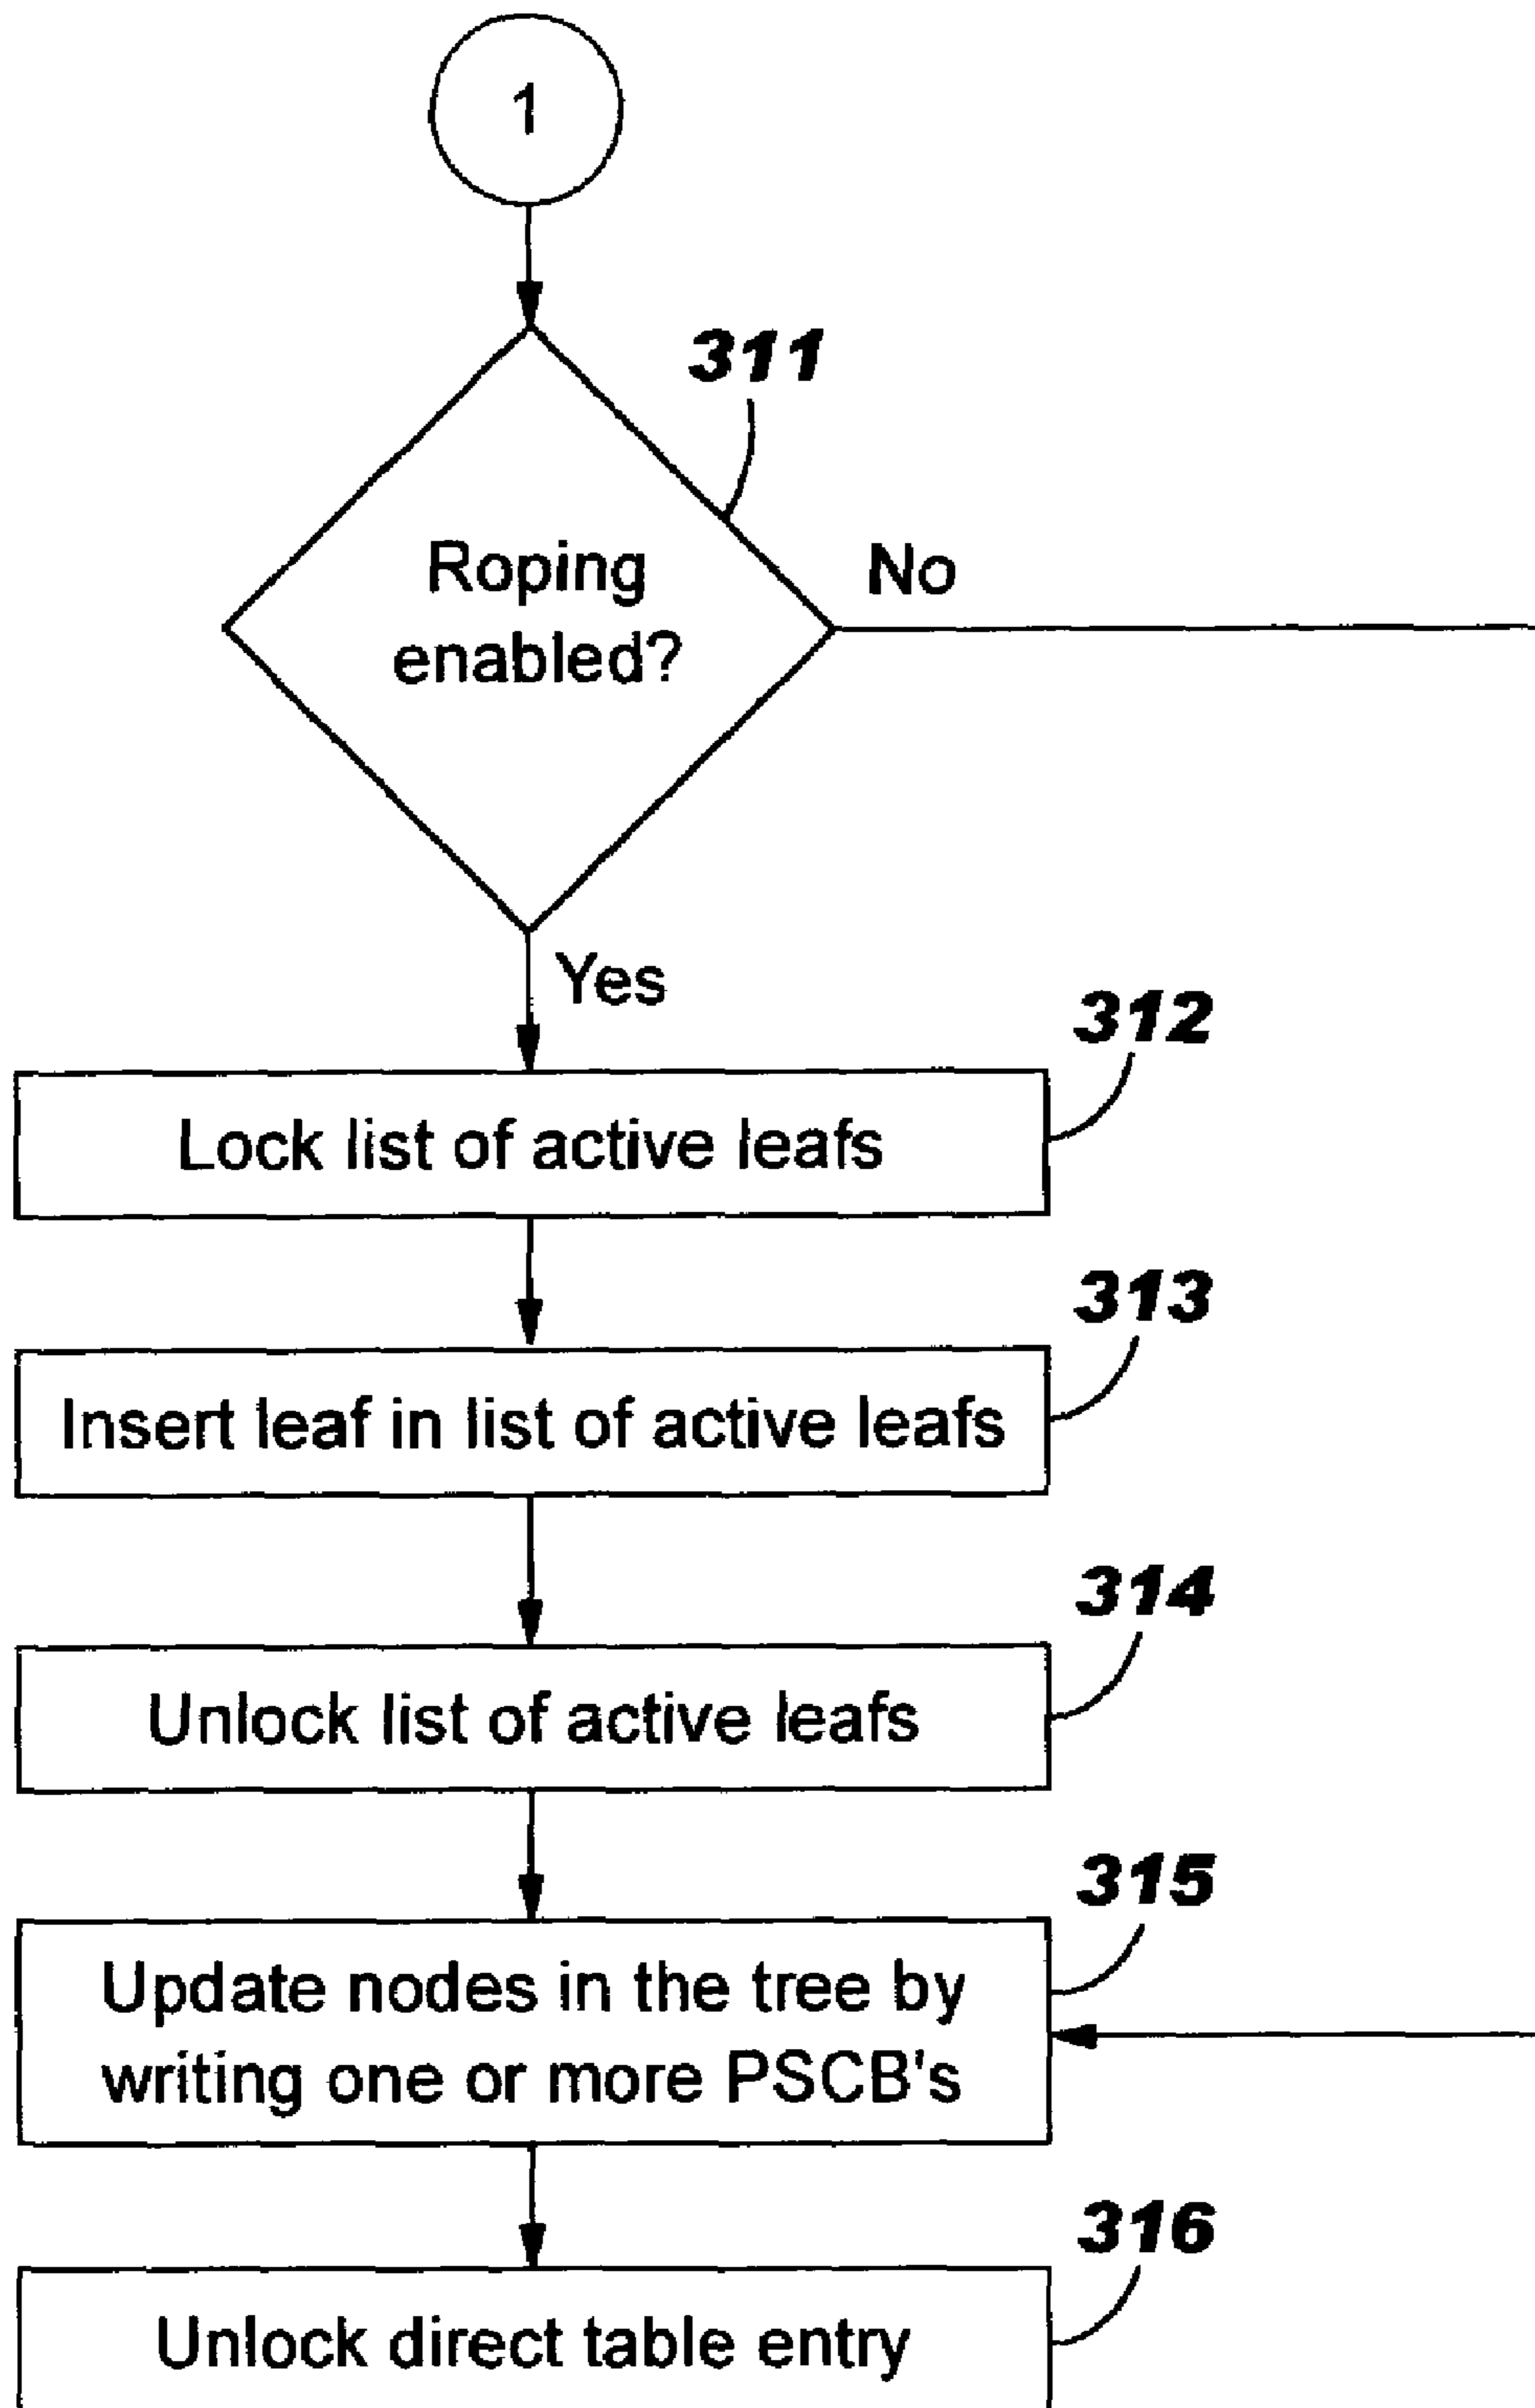 1
311
Roping
enabled?
No
Yes
312
Lock list of active leafs
313
Insert leaf in list of active leafs
314
Unlock list of active leafs
315
Update nodes in the tree by
writing one or more PSCB's
316
Unlock direct table entry